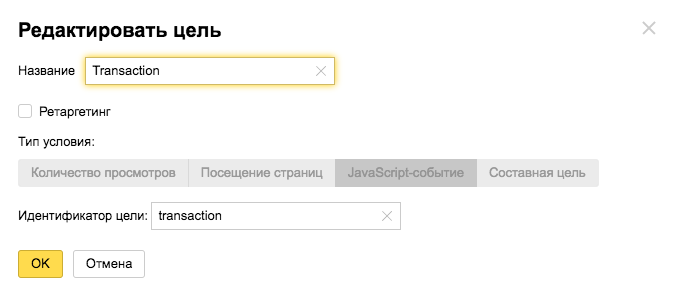 Редактировать цель
Название Transaction
Ретаргетинг
Тип условия:
Количество просмотров Посещение страниц JavaScript-событие Составная цель
Идентификатор цели: transaction
OK Отмена